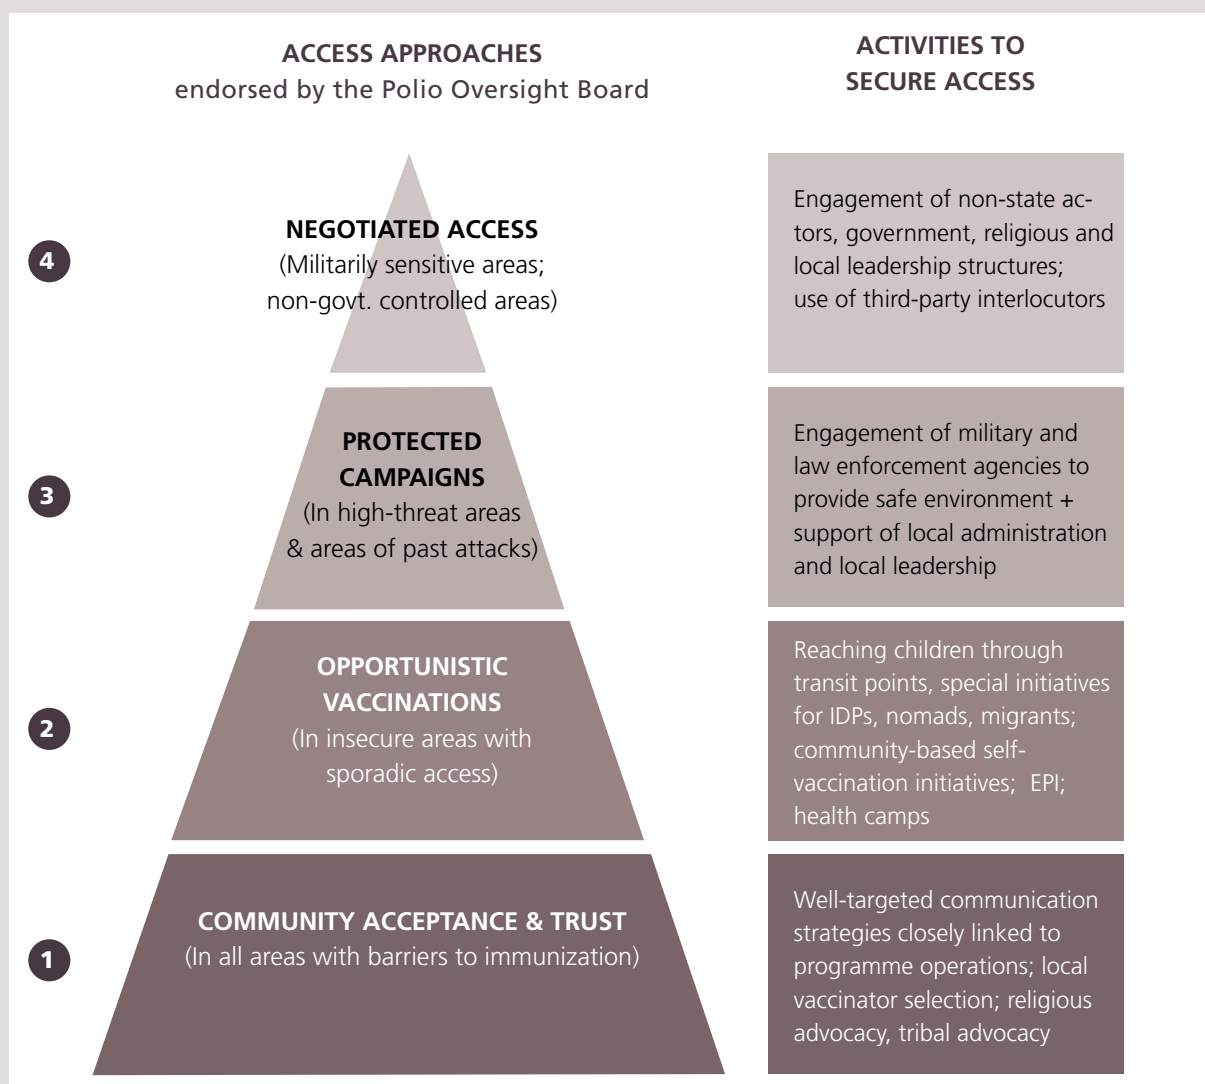 ACCESS APPROACHES
endorsed by the Polio Oversight Board
ACTIVITIES TO
SECURE ACCESS
4
NEGOTIATED ACCESS
(Militarily sensitive areas;
non-govt. controlled areas)
Engagement of non-state ac-
tors, government, religious and
local leadership structures;
use of third-party interlocutors
3
PROTECTED
CAMPAIGNS
(In high-threat areas
& areas of past attacks)
Engagement of military and
law enforcement agencies to
provide safe environment +
support of local administration
and local leadership
2
OPPORTUNISTIC
VACCINATIONS
(In insecure areas with
sporadic access)
Reaching children through
transit points, special initiatives
for IDPs, nomads, migrants;
community-based self-
vaccination initiatives;  EPI;
health camps
1
COMMUNITY ACCEPTANCE & TRUST
(In all areas with barriers to immunization)
Well-targeted communication
strategies closely linked to
programme operations; local
vaccinator selection; religious
advocacy, tribal advocacy